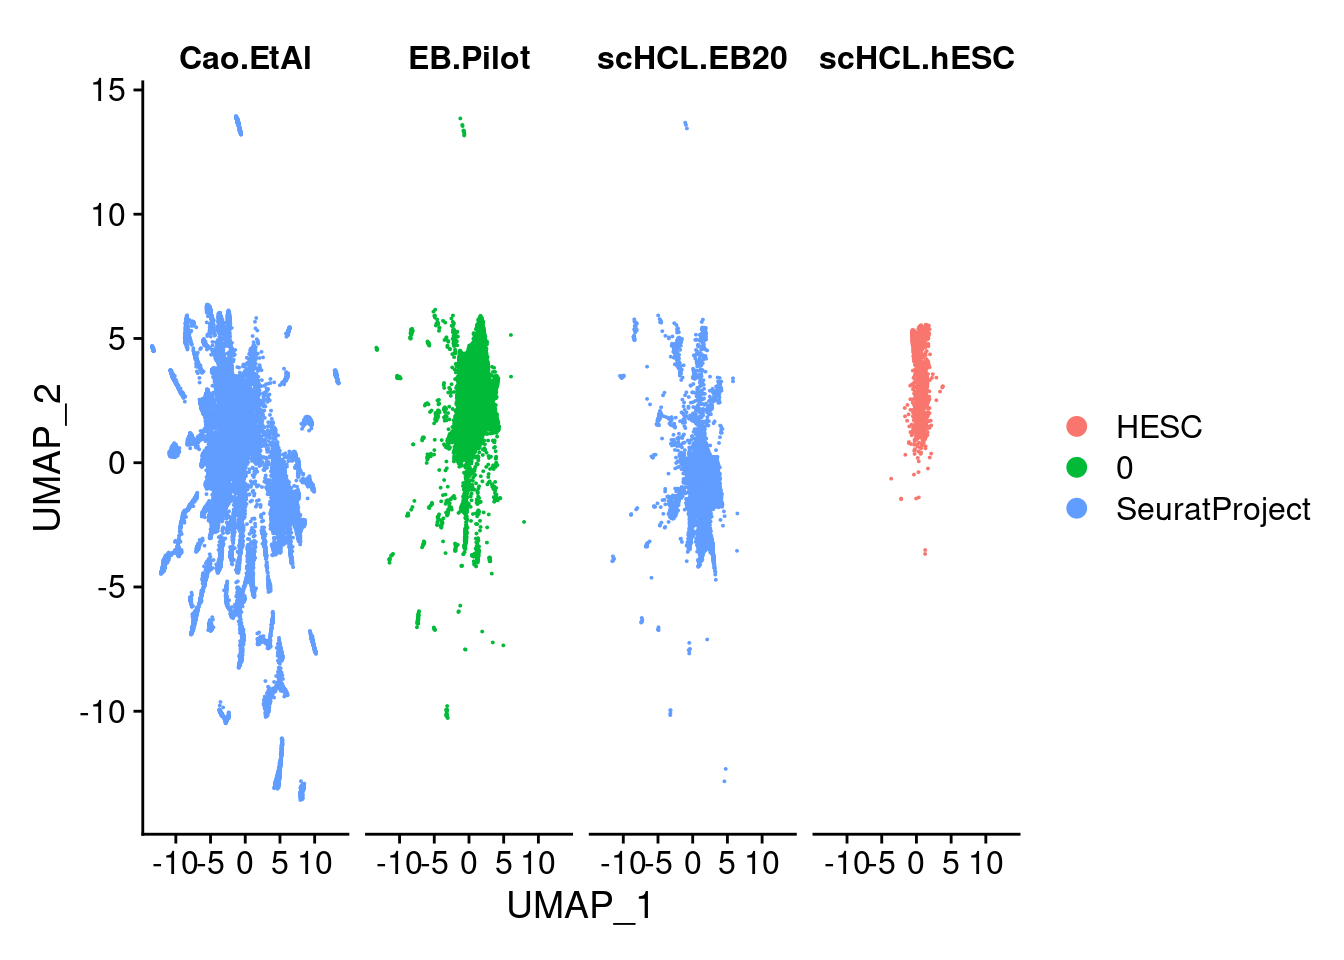 Cao.EtAl EB.Pilot scHCL.EB20 scHCL.hESC
15
10
5
0
-5
-10
UMAP_2
-10 -5 0 5 10 -10 -5 0 5 10 -10 -5 0 5 10 -10 -5 0 5 10
UMAP_1
HESC
0
SeuratProject